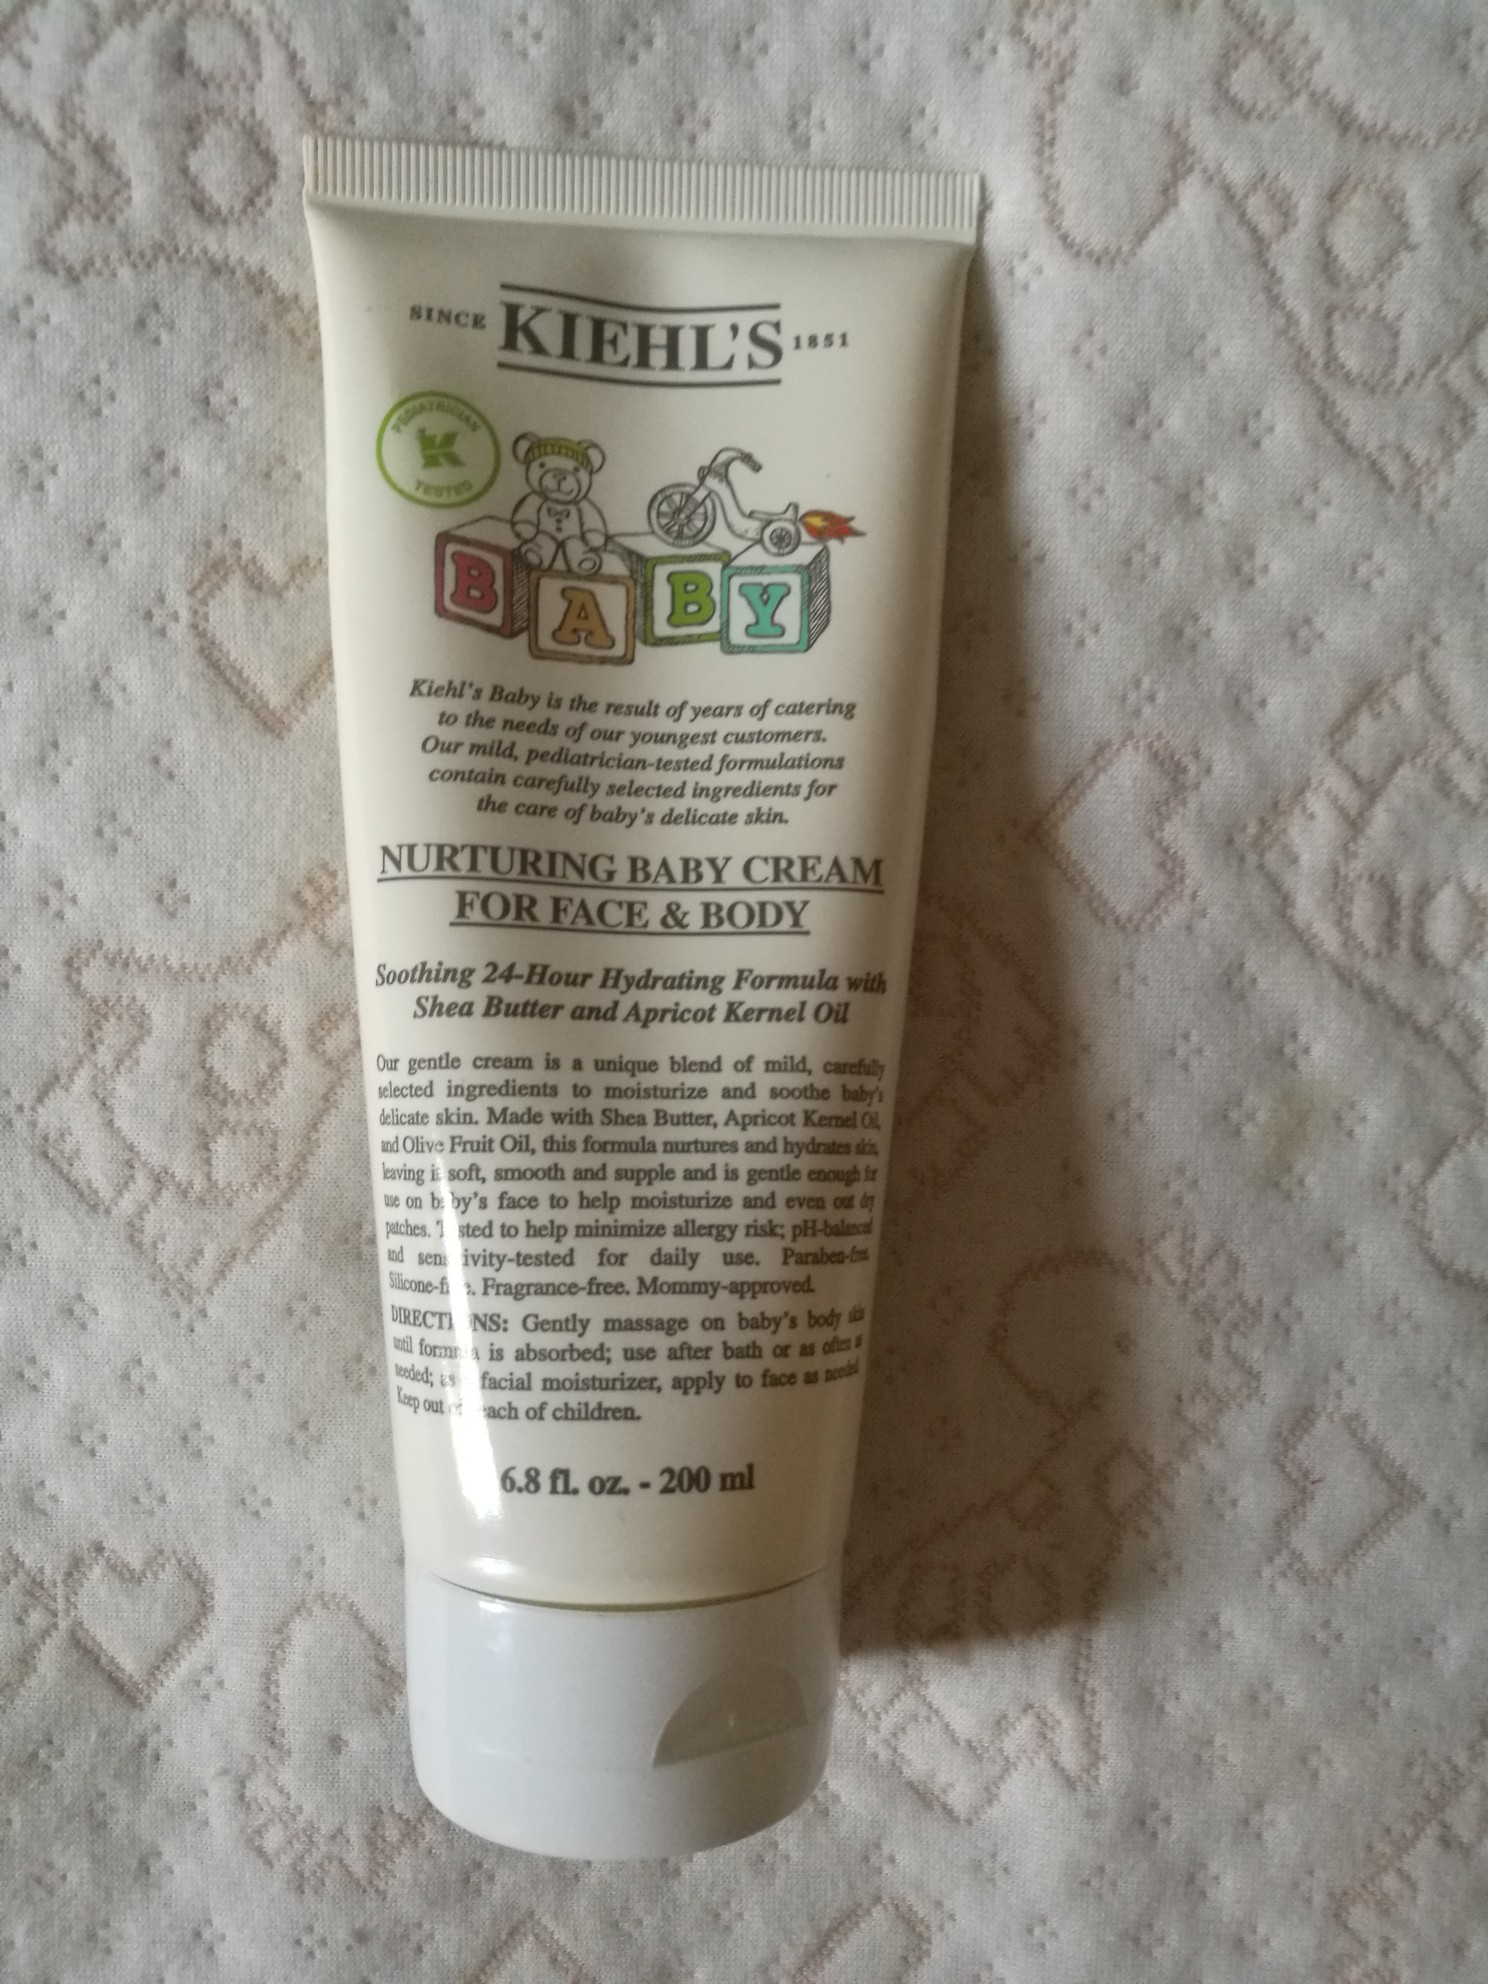 SINCE KIEHL'S 1851
PEDIATRICIAN
K
TESTED
BABY
Kiehl's Baby is the result of years of catering
to the needs of our youngest customers.
Our mild, pediatrician-tested formulations
contain carefully selected ingredients for
the care of baby's delicate skin.
NURTURING BABY CREAM
FOR FACE & BODY
Soothing 24-Hour Hydrating Formula with
Shea Butter and Apricot Kernel Oil
Our gentle cream is a unique blend of mild, carefully
selected ingredients to moisturize and soothe baby's
delicate skin. Made with Shea Butter, Apricot Kernel Oil,
and Olive Fruit Oil, this formula nurtures and hydrates skin,
leaving it soft, smooth and supple and is gentle enough for
use on baby's face to help moisturize and even out dry
patches. Tested to help minimize allergy risk; pH-balanced
and sensitivity-tested for daily use. Paraben-free.
Silicone-free. Fragrance-free. Mommy-approved.
DIRECTIONS: Gently massage on baby's body skin
until formula is absorbed; use after bath or as often as
needed; as a facial moisturizer, apply to face as needed.
Keep out of reach of children.
6.8 fl. oz. - 200 ml